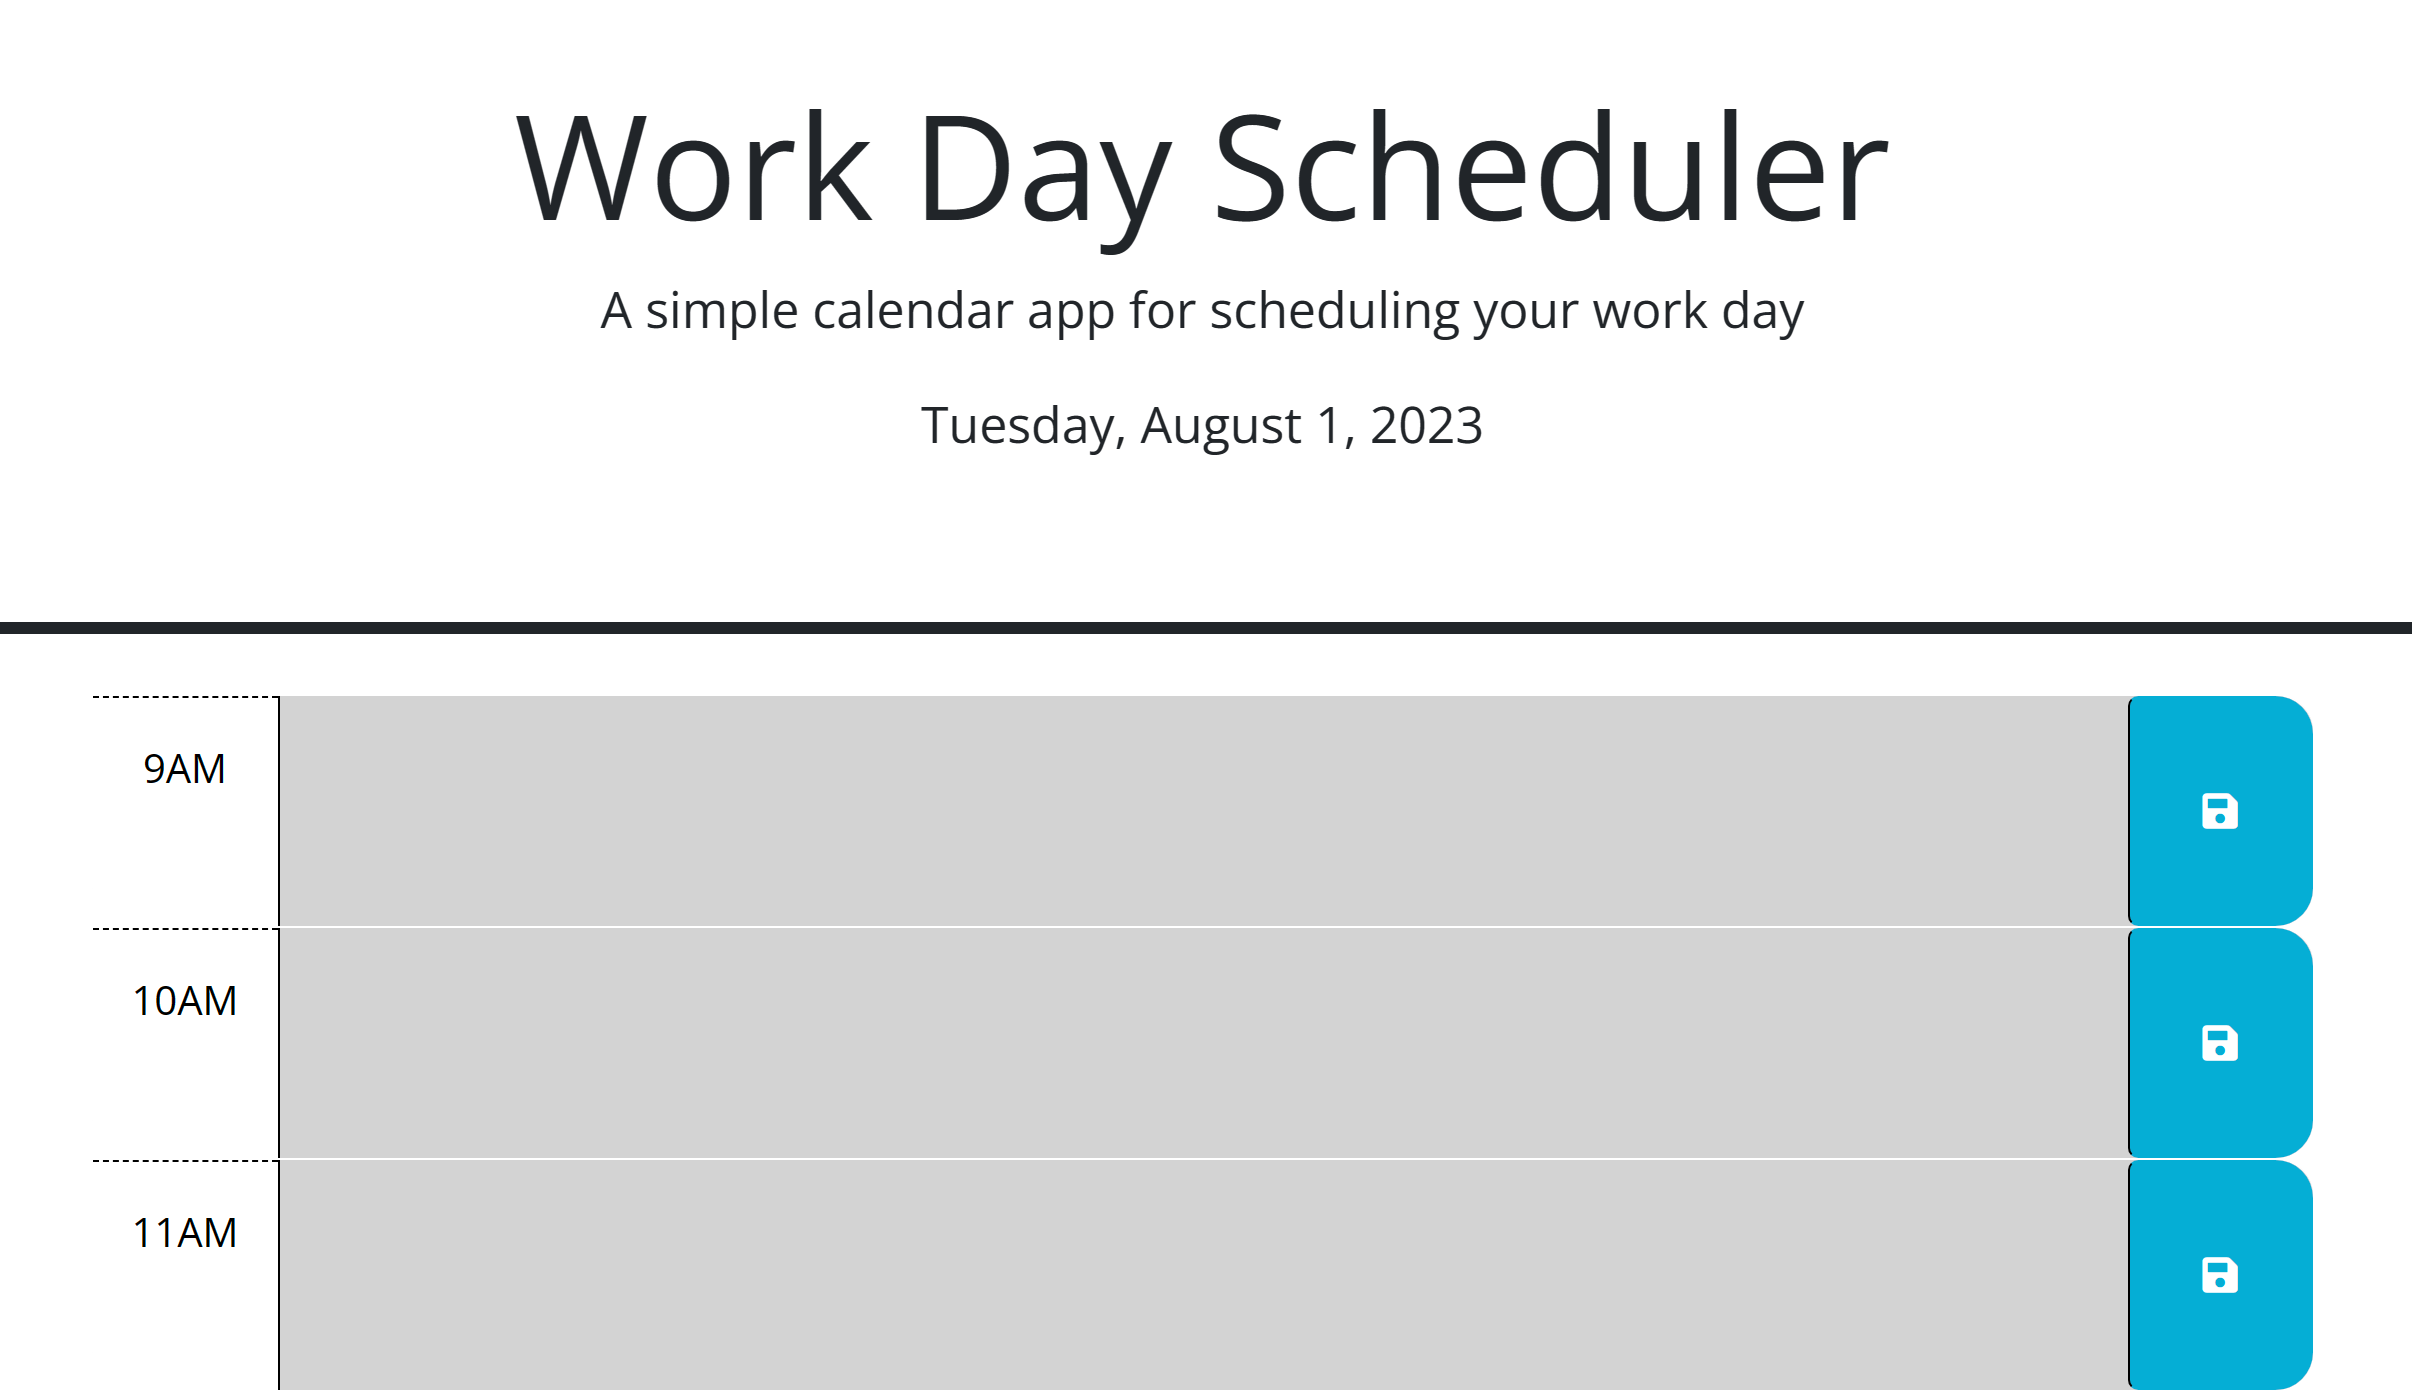 Work Day Scheduler
A simple calendar app for scheduling your work day
Tuesday, August 1, 2023
9AM
10AM
11AM